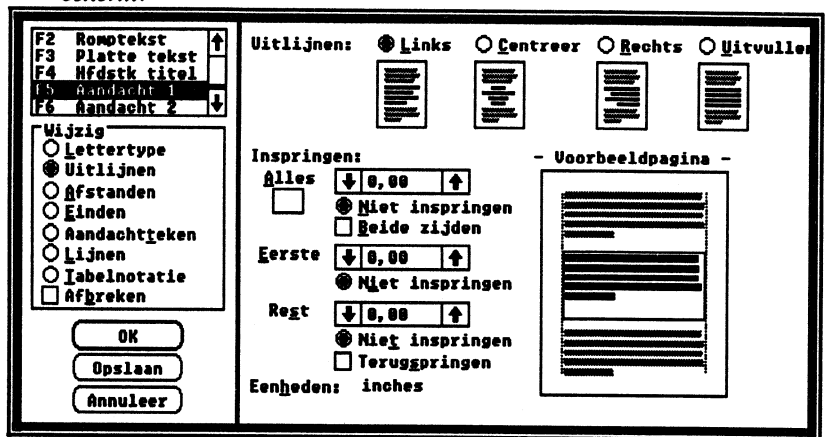 F2 Romptekst
F3 Platte tekst
F4 Hfdstk titel
F5 Aandacht 1
F6 Aandacht 2
Wijzig
Lettertype
Uitlijnen
Afstanden
Einden
Aandachtteken
Lijnen
Tabelnotatie
Afbreken
OK
Opslaan
Annuleer
Uitlijnen: Links Centreer Rechts Uitvullen
Inspringen:
Alles 0,00
Niet inspringen
Beide zijden
Eerste 0,00
Niet inspringen
Rest 0,00
Niet inspringen
Terugspringen
Eenheden: inches
- Voorbeeldpagina -